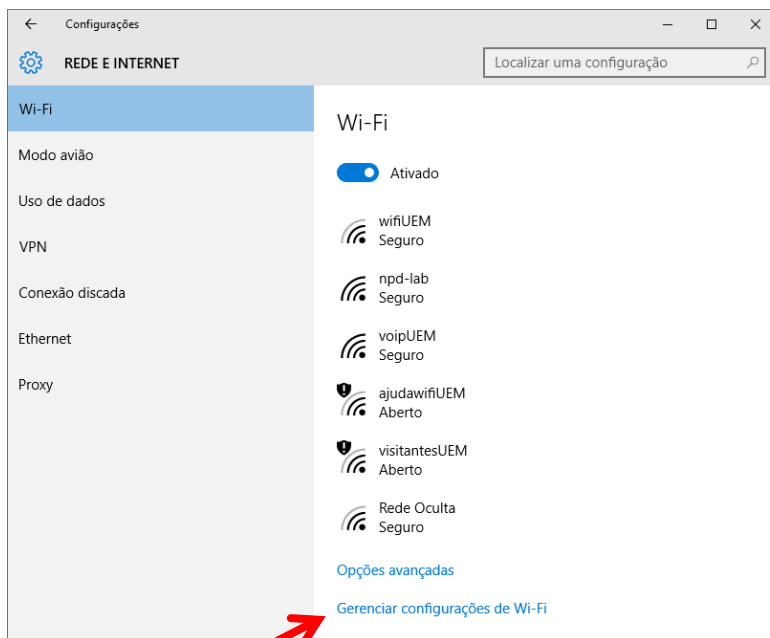 Configurações
REDE E INTERNET
Localizar uma configuração
Wi-Fi
Modo avião
Uso de dados
VPN
Conexão discada
Ethernet
Proxy
Wi-Fi
Ativado
wifiUEM
Seguro
npd-lab
Seguro
voipUEM
Seguro
ajudawifiUEM
Aberto
visitantesUEM
Aberto
Rede Oculta
Seguro
Opções avançadas
Gerenciar configurações de Wi-Fi